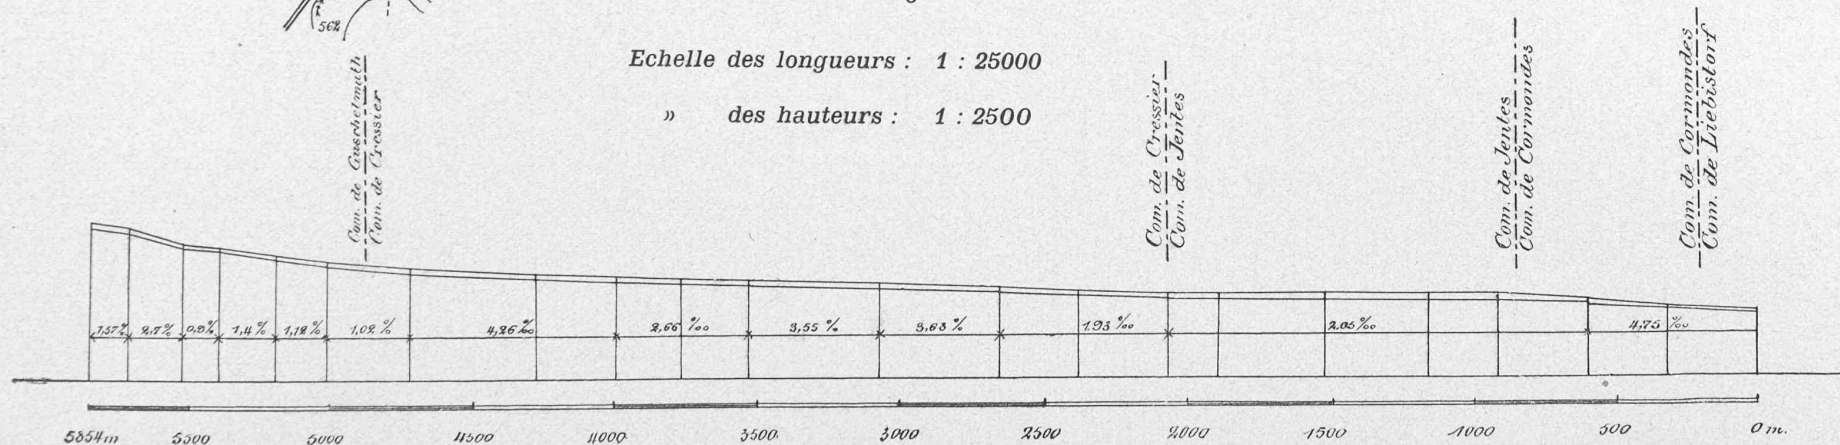 562
Echelle des longueurs : 1 : 25000
» des hauteurs : 1 : 2500
Com. de Guschelmuth
Com. de Cressier
Com. de Cressier
Com. de Jentes
Com. de Jentes
Com. de Cormondes
Com. de Cormondes
Com. de Liebistorf
1,37% 2,7% 0,9% 1,4% 1,12% 1,02% 4,26‰ 2,66‰ 3,55% 3,63% 1.93‰ 2.05‰ 4,75‰
5854m 5500 5000 4500 4000 3500 3000 2500 2000 1500 1000 500 0 m.